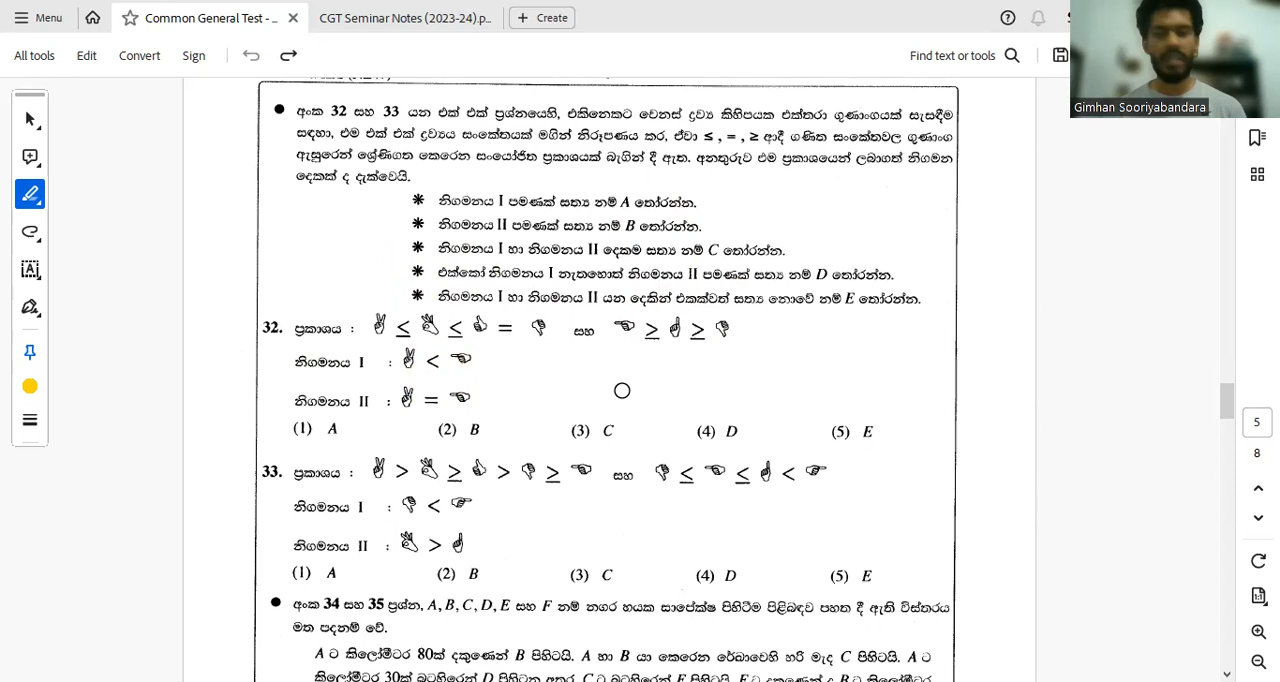 Menu Common General Test - ... CGT Seminar Notes (2023-24).p... + Create
All tools Edit Convert Sign Find text or tools
Gimhan Sooriyabandara
● අංක 32 සහ 33 යන එක් එක් ප්‍රශ්නයෙහි, එකිනෙකට වෙනස් ද්‍රව්‍ය කිහිපයක එක්තරා ගුණාංගයක් සැසඳීම
සඳහා, එම එක් එක් ද්‍රව්‍යය සංකේතයක් මගින් නිරූපණය කර, ඒවා ≤ , = , ≥ ආදී ගණිත සංකේතවල ගුණාංග
ඇසුරෙන් ශ්‍රේණිගත කෙරෙන සංයෝජිත ප්‍රකාශයක් බැගින් දී ඇත. අනතුරුව එම ප්‍රකාශයෙන් ලබාගත් නිගමන
දෙකක් ද දැක්වෙයි.
* නිගමනය I පමණක් සත්‍ය නම් A තෝරන්න.
* නිගමනය II පමණක් සත්‍ය නම් B තෝරන්න.
* නිගමනය I හා නිගමනය II දෙකම සත්‍ය නම් C තෝරන්න.
* එක්කෝ නිගමනය I නැතහොත් නිගමනය II පමණක් සත්‍ය නම් D තෝරන්න.
* නිගමනය I හා නිගමනය II යන දෙකින් එකක්වත් සත්‍ය නොවේ නම් E තෝරන්න.
32. ප්‍රකාශය : ✌ ≤ 👌 ≤ 👍 = 👎 සහ ☜ ≥ ☝ ≥ 👎
නිගමනය I : ✌ < ☜
නිගමනය II : ✌ = ☜
(1) A (2) B (3) C (4) D (5) E
33. ප්‍රකාශය : ✌ > 👌 ≥ 👍 > 👎 ≥ ☜ සහ 👎 ≤ ☜ ≤ ☝ < ☞
නිගමනය I : 👎 < ☞
නිගමනය II : 👌 > ☝
(1) A (2) B (3) C (4) D (5) E
● අංක 34 සහ 35 ප්‍රශ්න, A, B, C, D, E සහ F නම් නගර හයක සාපේක්ෂ පිහිටීම පිළිබඳව පහත දී ඇති විස්තරය
මත පදනම් වේ.
A ට කිලෝමීටර 80ක් දකුණෙන් B පිහිටයි. A හා B යා කෙරෙන රේඛාවෙහි හරි මැද C පිහිටයි. A ට
කිලෝමීටර 30ක් බටහිරෙන් D පිහිටන අතර, C ට බටහිරෙන් E පිහිටයි.
5
8